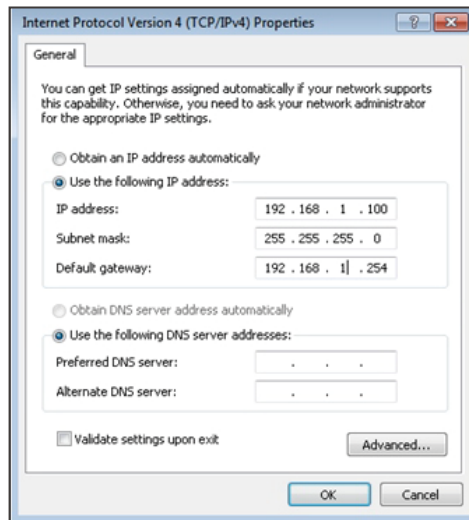 Internet Protocol Version 4 (TCP/IPv4) Properties
General
You can get IP settings assigned automatically if your network supports
this capability. Otherwise, you need to ask your network administrator
for the appropriate IP settings.
Obtain an IP address automatically
Use the following IP address:
IP address: 192 . 168 . 1 . 100
Subnet mask: 255 . 255 . 255 . 0
Default gateway: 192 . 168 . 1 . 254
Obtain DNS server address automatically
Use the following DNS server addresses:
Preferred DNS server: . . .
Alternate DNS server: . . .
Validate settings upon exit
Advanced...
OK Cancel